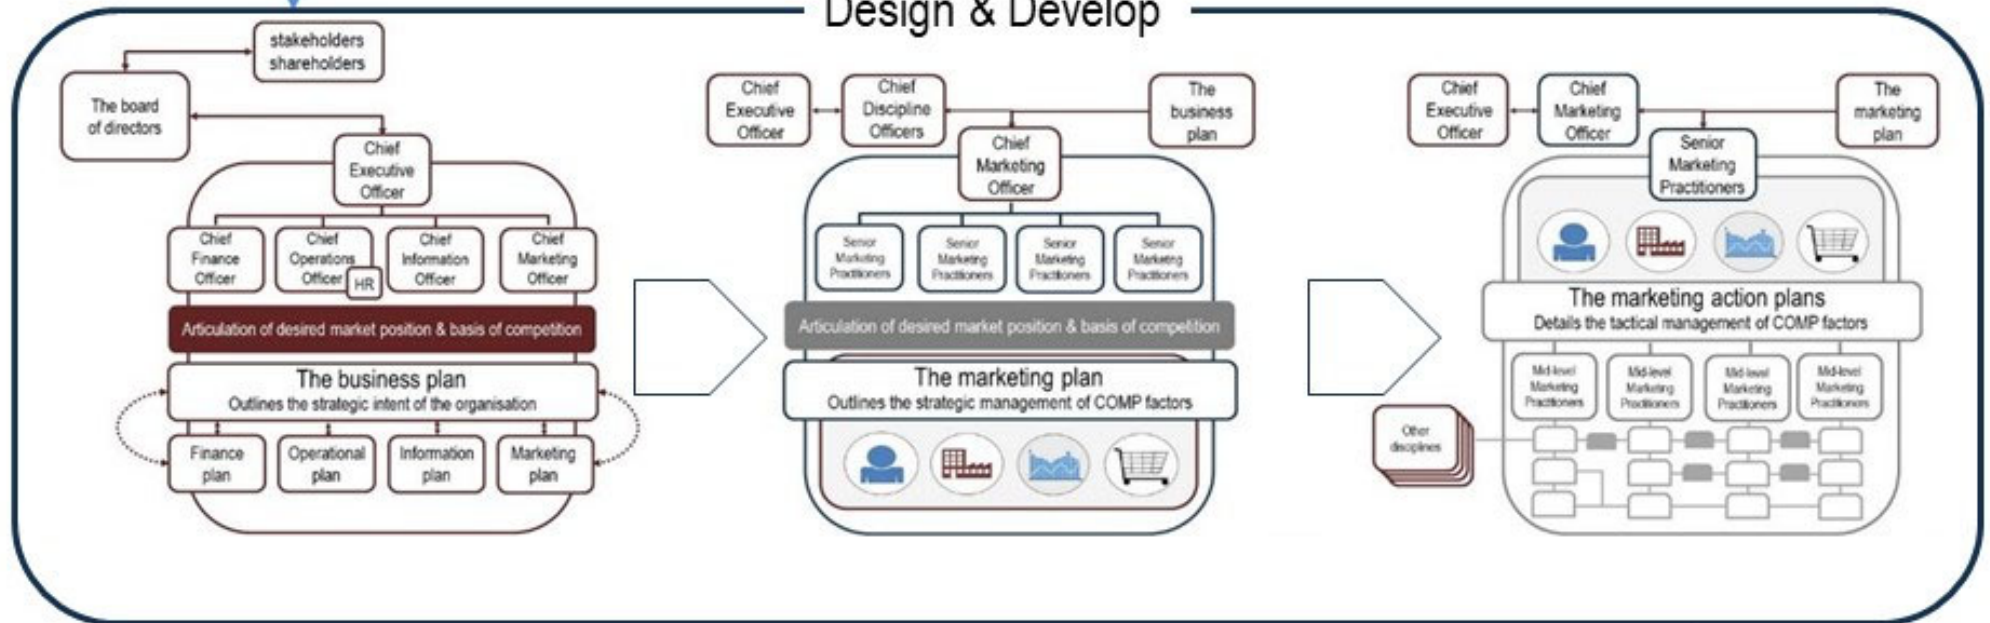 Design & Develop
stakeholders
shareholders
The board
of directors
Chief
Executive
Officer
Chief
Finance
Officer
Chief
Operations
Officer
HR
Chief
Information
Officer
Chief
Marketing
Officer
Articulation of desired market position & basis of competition
The business plan
Outlines the strategic intent of the organisation
Finance
plan
Operational
plan
Information
plan
Marketing
plan
Chief
Executive
Officer
Chief
Discipline
Officers
The
business
plan
Chief
Marketing
Officer
Senior
Marketing
Practitioners
Senior
Marketing
Practitioners
Senior
Marketing
Practitioners
Senior
Marketing
Practitioners
Articulation of desired market position & basis of competition
The marketing plan
Outlines the strategic management of COMP factors
Chief
Executive
Officer
Chief
Marketing
Officer
The
marketing
plan
Senior
Marketing
Practitioners
The marketing action plans
Details the tactical management of COMP factors
Mid-level
Marketing
Practitioners
Mid-level
Marketing
Practitioners
Mid-level
Marketing
Practitioners
Mid-level
Marketing
Practitioners
Other
disciplines